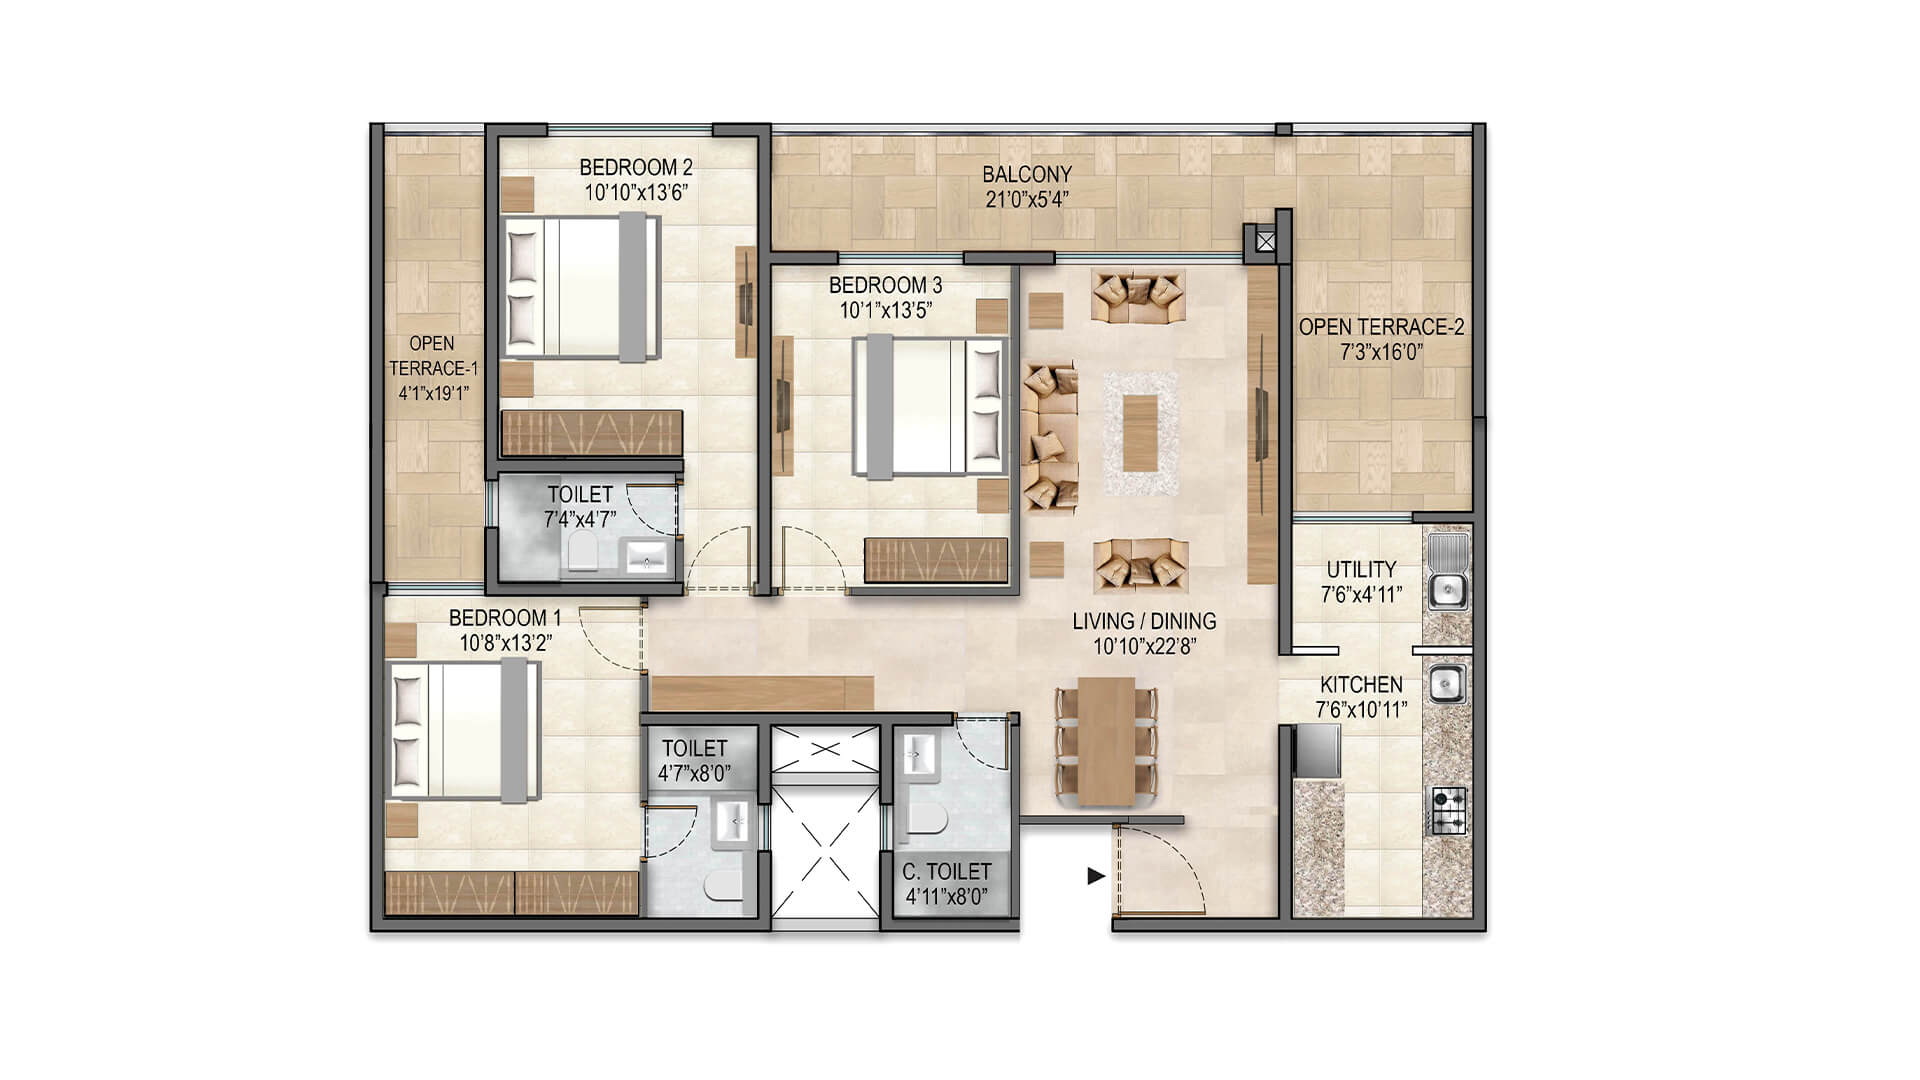 BEDROOM 2
10'10"x13'6"
BALCONY
21'0"x5'4"
BEDROOM 3
10'1"x13'5"
OPEN
TERRACE-1
4'1"x19'1"
OPEN TERRACE-2
7'3"x16'0"
TOILET
7'4"x4'7"
UTILITY
7'6"x4'11"
BEDROOM 1
10'8"x13'2"
LIVING / DINING
10'10"x22'8"
KITCHEN
7'6"x10'11"
TOILET
4'7"x8'0"
C. TOILET
4'11"x8'0"